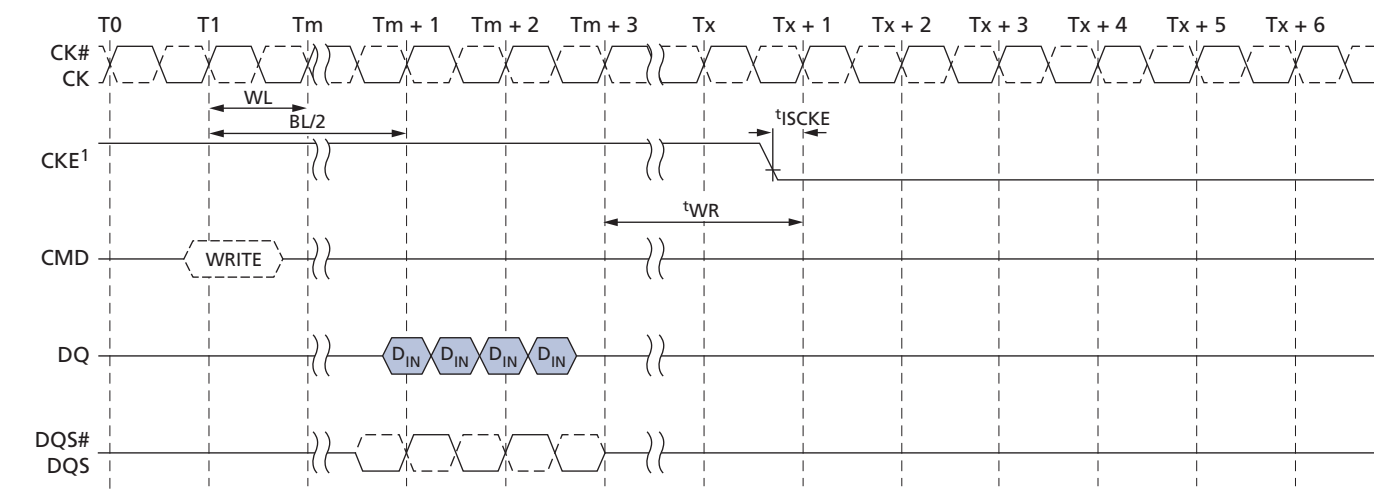 T0 T1 Tm Tm + 1 Tm + 2 Tm + 3 Tx Tx + 1 Tx + 2 Tx + 3 Tx + 4 Tx + 5 Tx + 6
CK#
CK
WL
BL/2
tISCKE
CKE1
tWR
CMD WRITE
DQ DIN DIN DIN DIN
DQS#
DQS